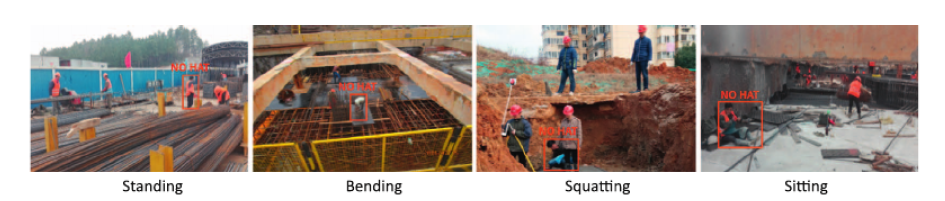 NO HAT
NO HAT
NO HAT
NO HAT
Standing
Bending
Squatting
Sitting